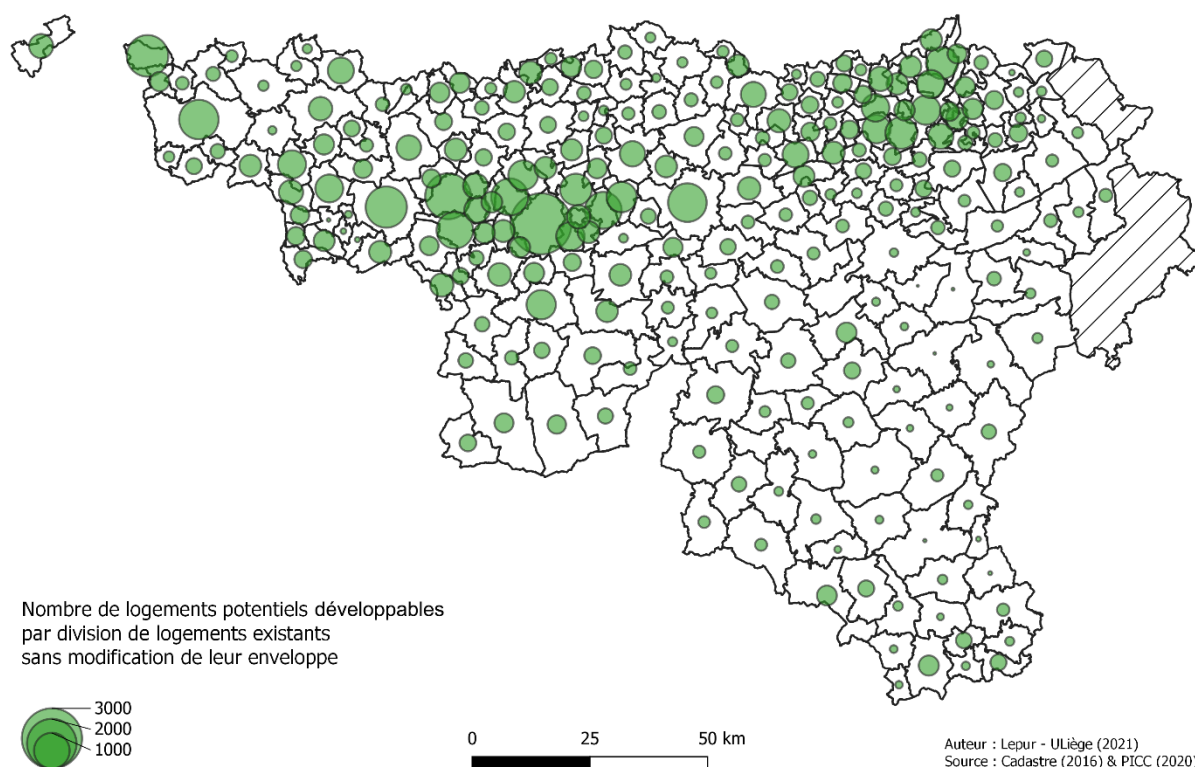 Nombre de logements potentiels développables
par division de logements existants
sans modification de leur enveloppe
3000
2000
1000
0 25 50 km
Auteur : Lepur - ULiège (2021)
Source : Cadastre (2016) & PICC (2020)